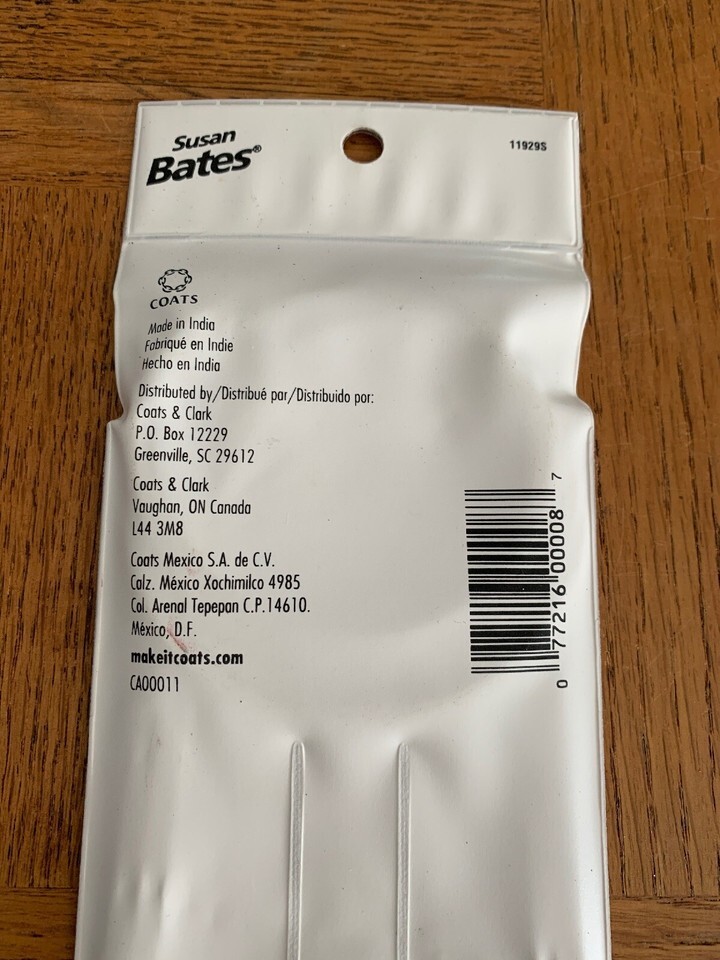 Susan
Bates®
11929S
COATS
Made in India
Fabriqué en Indie
Hecho en India
Distributed by/Distribué par/Distribuido por:
Coats & Clark
P.O. Box 12229
Greenville, SC 29612
Coats & Clark
Vaughan, ON Canada
L44 3M8
Coats Mexico S.A. de C.V.
Calz. México Xochimilco 4985
Col. Arenal Tepepan C.P.14610.
México, D.F.
makeitcoats.com
CA00011
0 77216 00008 7